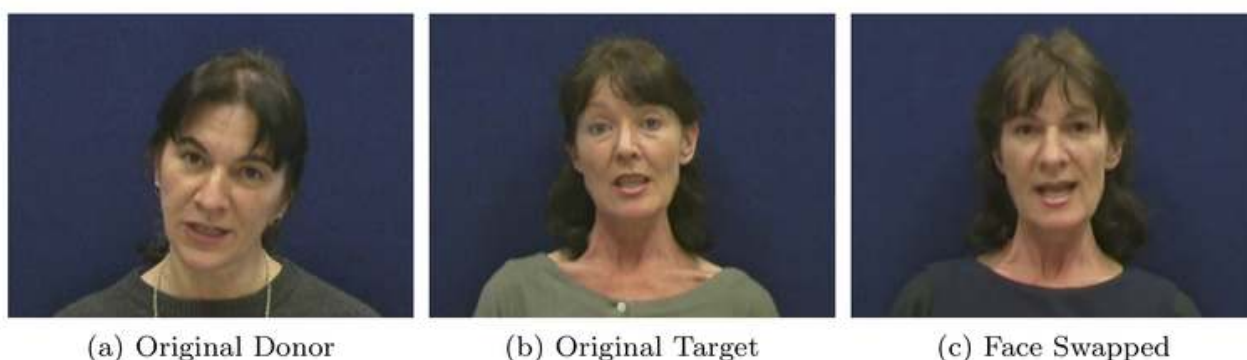 (a) Original Donor
(b) Original Target
(c) Face Swapped